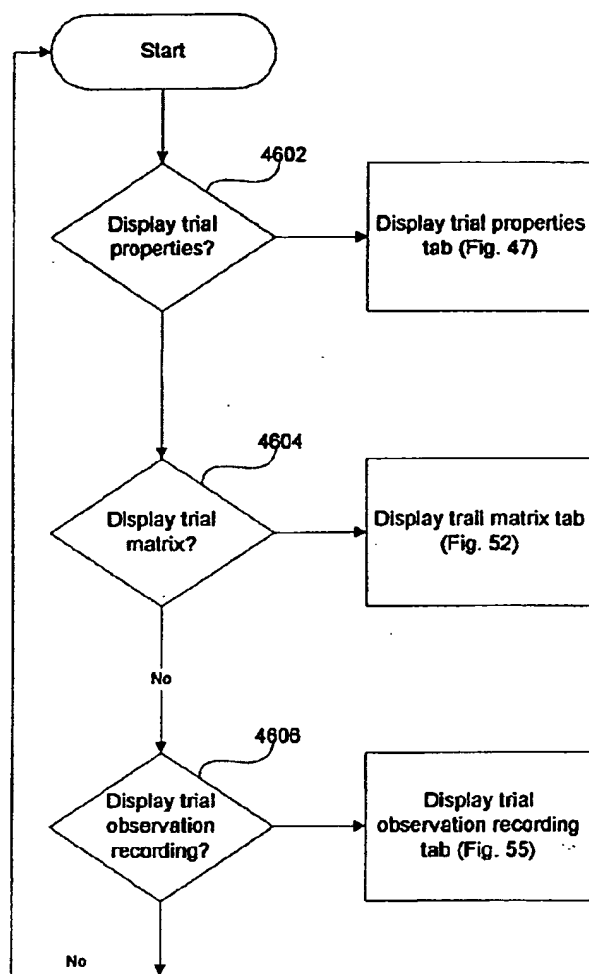 Start
4602
Display trial
properties?
Display trial properties
tab (Fig. 47)
4604
Display trial
matrix?
Display trail matrix tab
(Fig. 52)
No
4606
Display trial
observation
recording?
Display trial
observation recording
tab (Fig. 55)
No